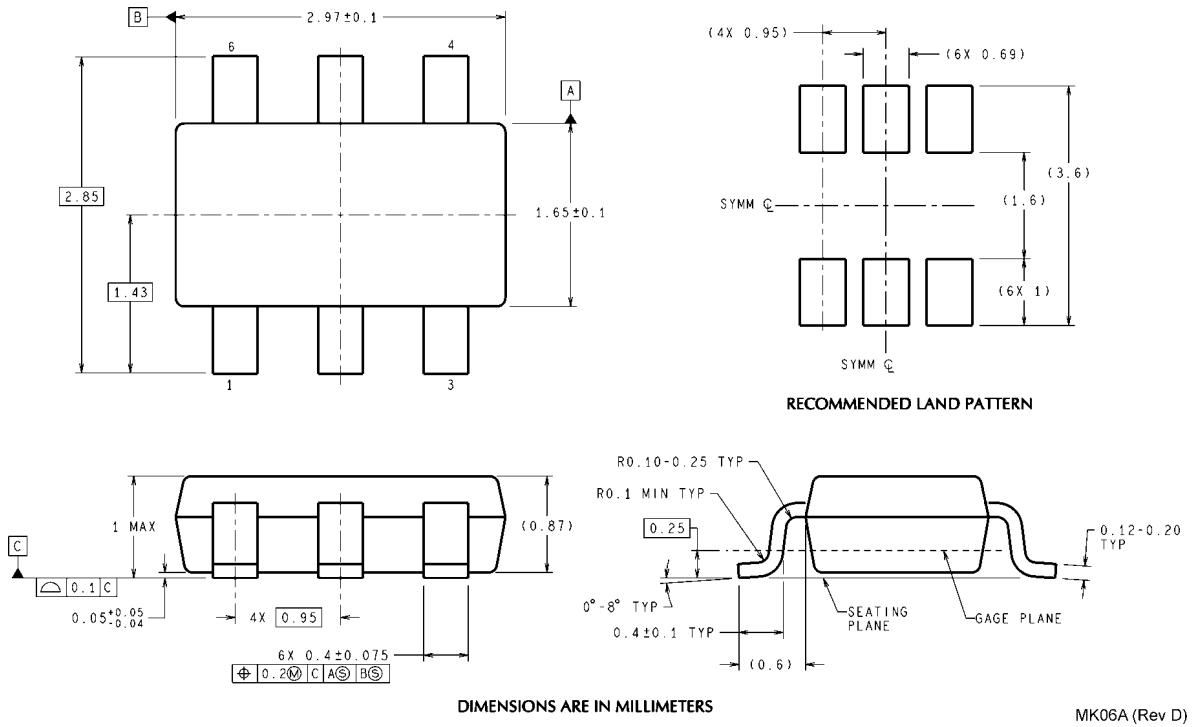 B
2.97±0.1
6
4
A
2.85
1.43
1.65±0.1
1
3
(4X 0.95)
(6X 0.69)
(3.6)
(1.6)
SYMM ℄
(6X 1)
SYMM ℄
RECOMMENDED LAND PATTERN
1 MAX
(0.87)
C
⌓ 0.1 C
0.05 +0.05 -0.04
4X 0.95
6X 0.4±0.075
⌖ 0.2Ⓜ C AⓈ BⓈ
R0.10-0.25 TYP
R0.1 MIN TYP
0.25
0.12-0.20
TYP
0°-8° TYP
SEATING
PLANE
GAGE PLANE
0.4±0.1 TYP
(0.6)
DIMENSIONS ARE IN MILLIMETERS
MK06A (Rev D)